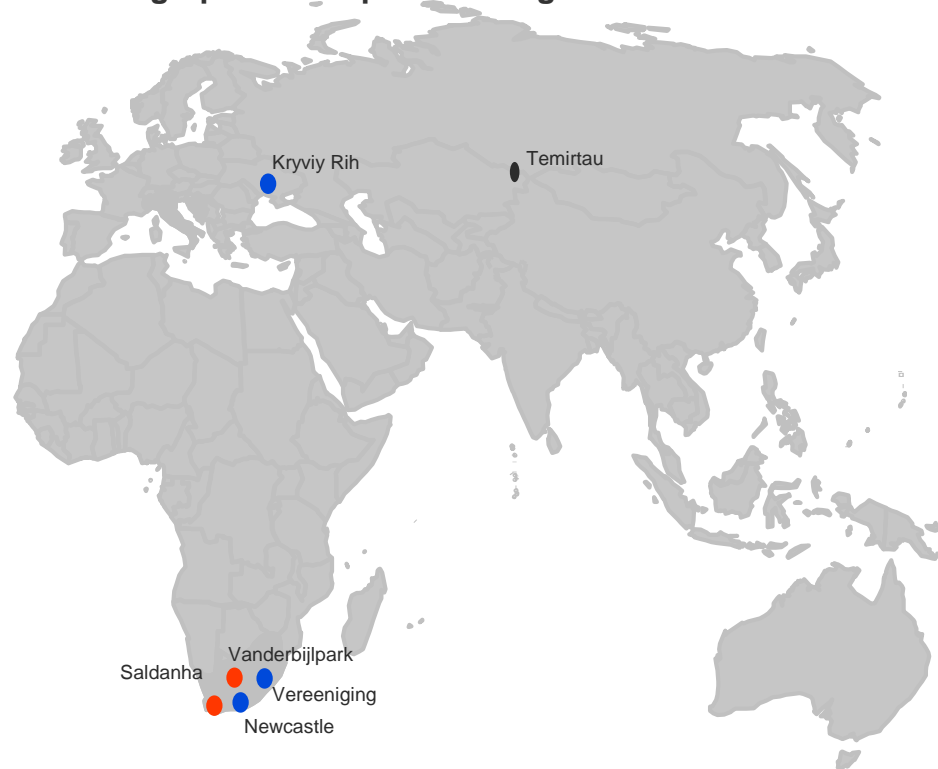 Kryviy Rih
Temirtau
Vanderbijlpark
Saldanha
Vereeniging
Newcastle